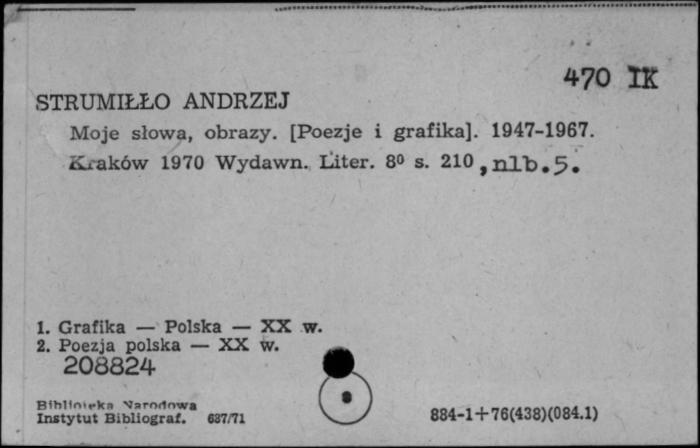 470 IK
STRUMIŁŁO ANDRZEJ
Moje słowa, obrazy. [Poezje i grafika]. 1947-1967.
Kraków 1970 Wydawn. Liter. 8⁰ s. 210, nlb. 5.
1. Grafika — Polska — XX w.
2. Poezja polska — XX w.
208824
Biblioteka Narodowa
Instytut Bibliograf. 637/71
884-1+76(438)(084.1)